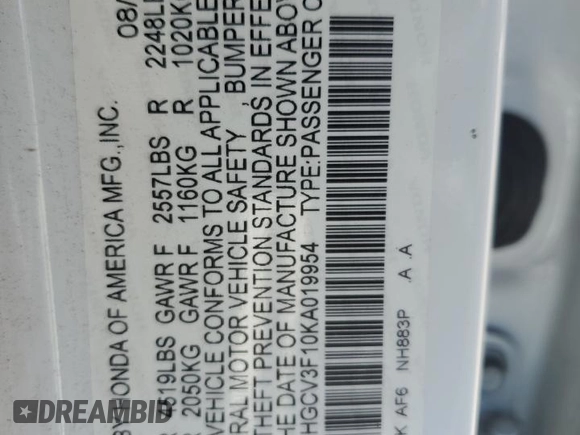 BY HONDA OF AMERICA MFG.,INC. 08/
4519LBS GAWR F 2557LBS R 2248L
2050KG GAWR F 1160KG R 1020K
VEHICLE CONFORMS TO ALL APPLICABLE
RAL MOTOR VEHICLE SAFETY , BUMPER
THEFT PREVENTION STANDARDS IN EFFE
HE DATE OF MANUFACTURE SHOWN ABOV
HGCV3F10KA019954 TYPE:PASSENGER C
K AF6 NH883P .A .A
DREAMBID